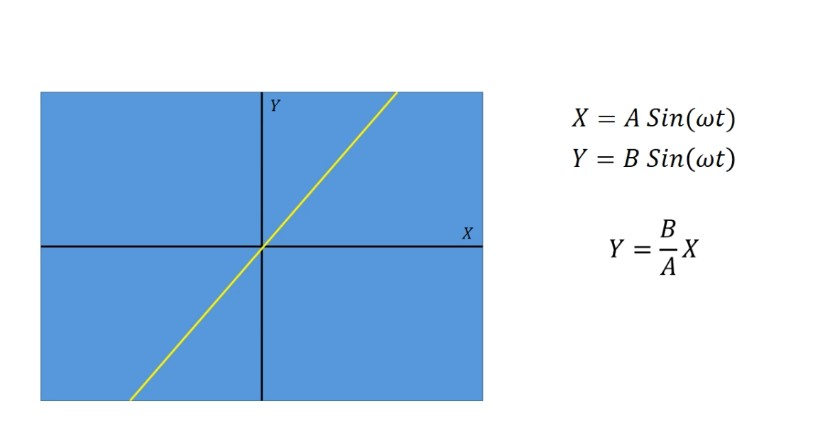 Y
X
X = A Sin(ωt)
Y = B Sin(ωt)
Y = B/A X